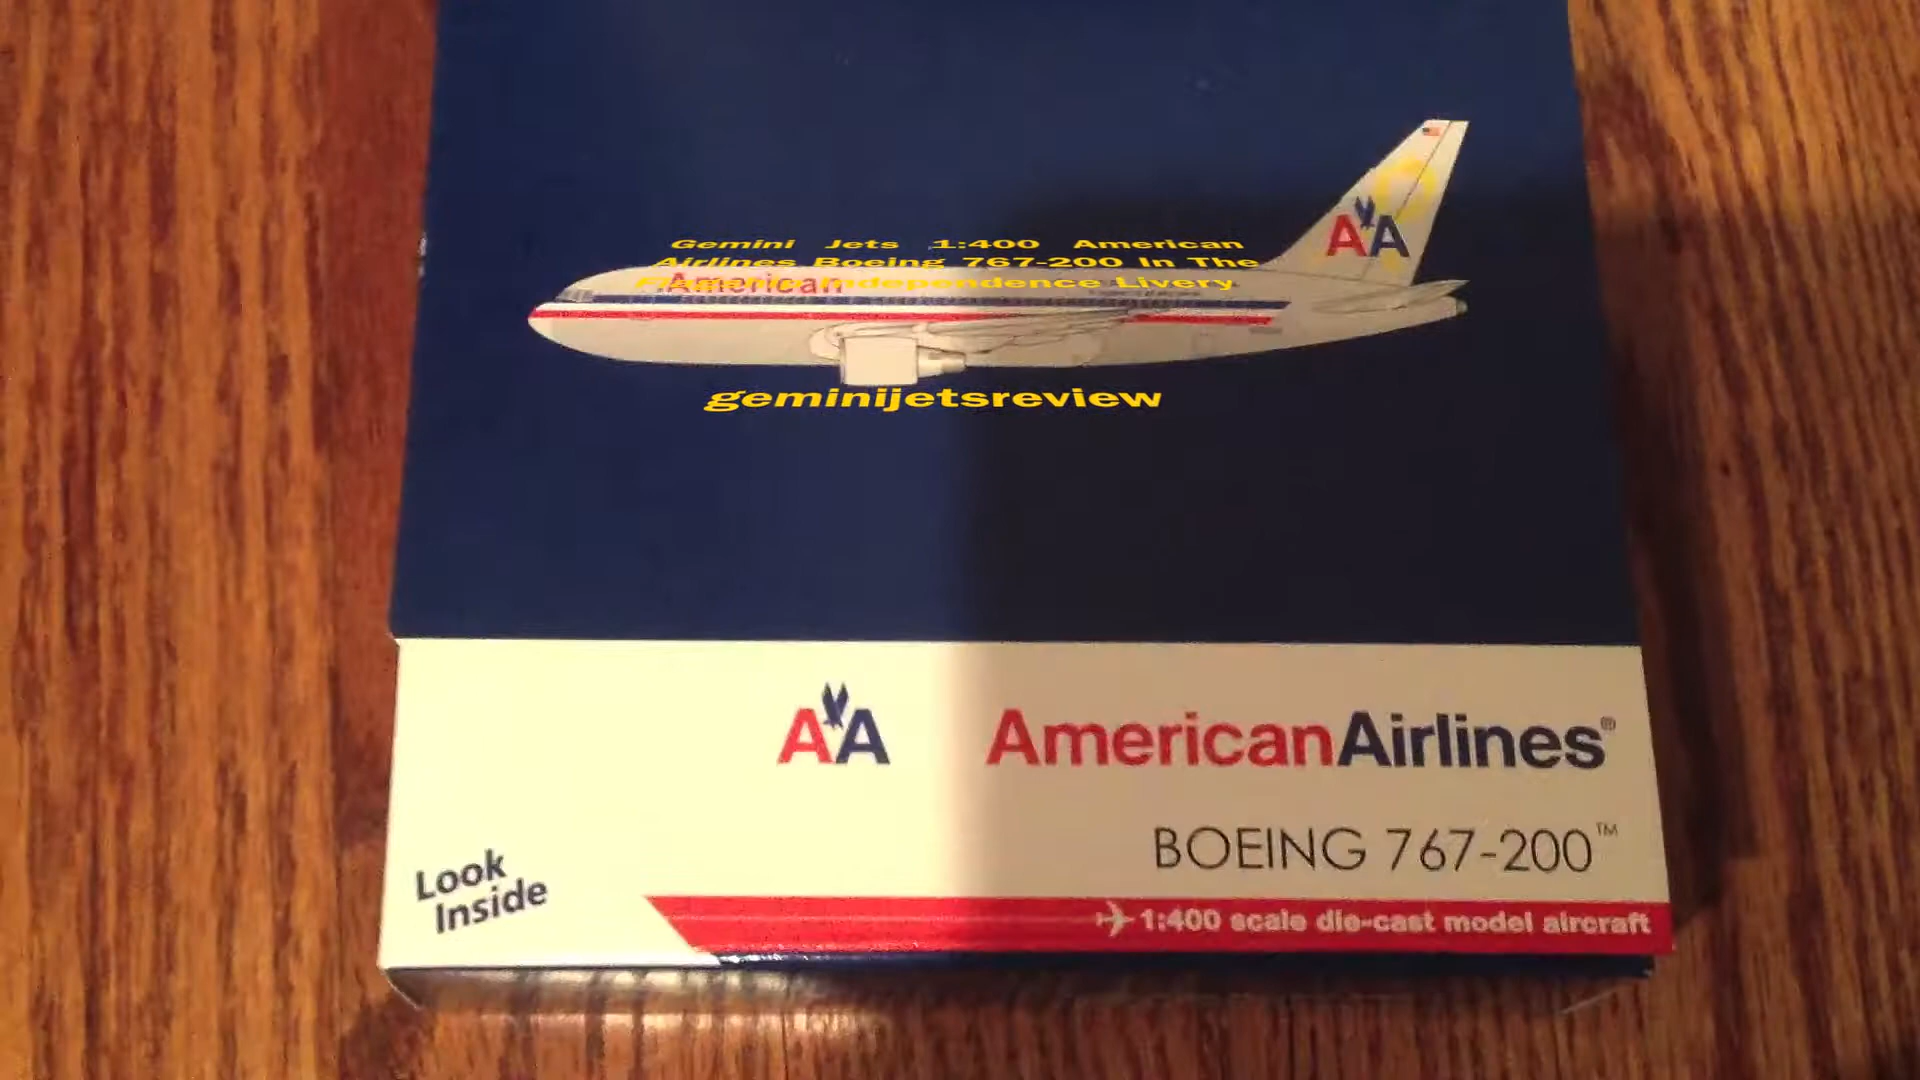 AA
Gemini Jets 1:400 American
Airlines Boeing 767-200 In The
Independence Livery
American
geminijetsreview
AA AmericanAirlines®
BOEING 767-200™
Look
Inside
1:400 scale die-cast model aircraft